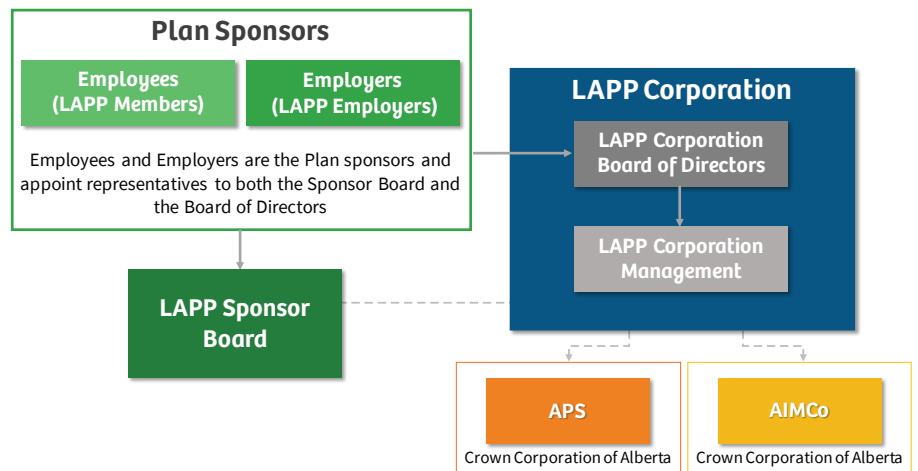 Plan Sponsors
Employees
(LAPP Members)
Employers
(LAPP Employers)
Employees and Employers are the Plan sponsors and
appoint representatives to both the Sponsor Board and
the Board of Directors
LAPP Corporation
LAPP Corporation
Board of Directors
LAPP Corporation
Management
LAPP Sponsor
Board
APS
Crown Corporation of Alberta
AIMCo
Crown Corporation of Alberta